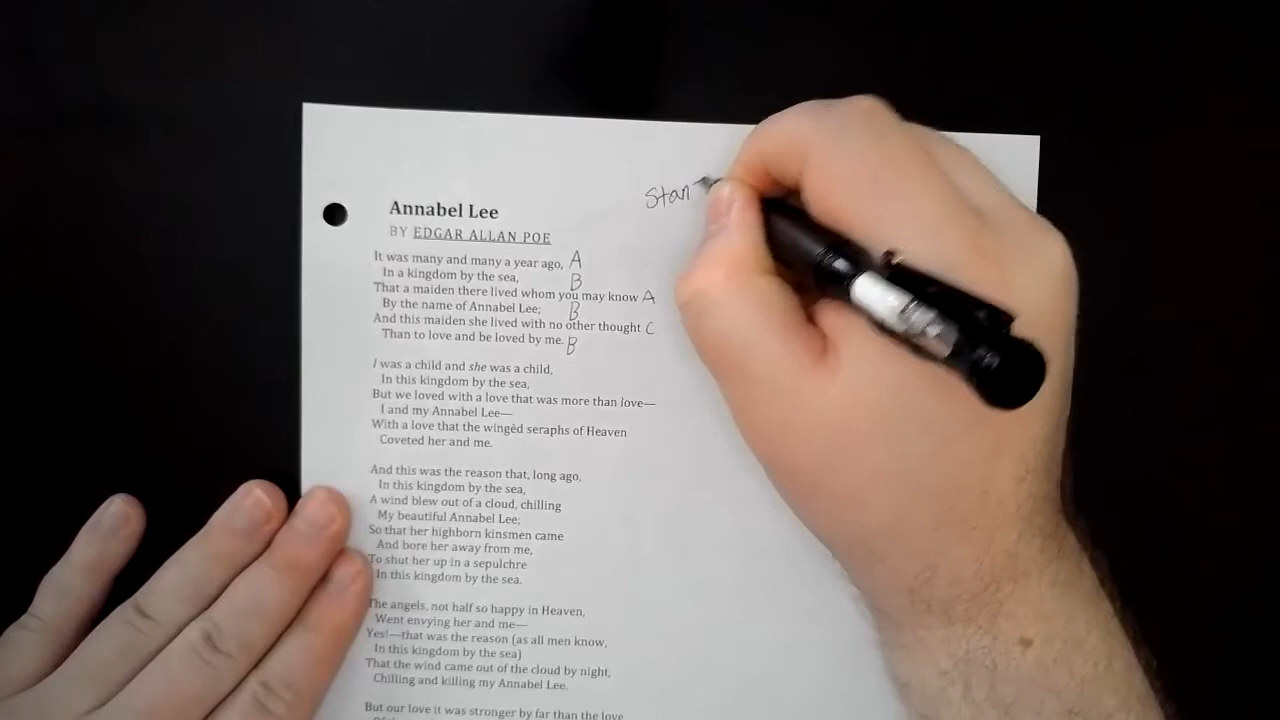 Stan
Annabel Lee
BY EDGAR ALLAN POE
It was many and many a year ago, A
In a kingdom by the sea, B
That a maiden there lived whom you may know A
By the name of Annabel Lee; B
And this maiden she lived with no other thought C
Than to love and be loved by me. B
I was a child and she was a child,
In this kingdom by the sea,
But we loved with a love that was more than love—
I and my Annabel Lee—
With a love that the wingèd seraphs of Heaven
Coveted her and me.
And this was the reason that, long ago,
In this kingdom by the sea,
A wind blew out of a cloud, chilling
My beautiful Annabel Lee;
So that her highborn kinsmen came
And bore her away from me,
To shut her up in a sepulchre
In this kingdom by the sea.
The angels, not half so happy in Heaven,
Went envying her and me—
Yes!—that was the reason (as all men know,
In this kingdom by the sea)
That the wind came out of the cloud by night,
Chilling and killing my Annabel Lee.
But our love it was stronger by far than the love